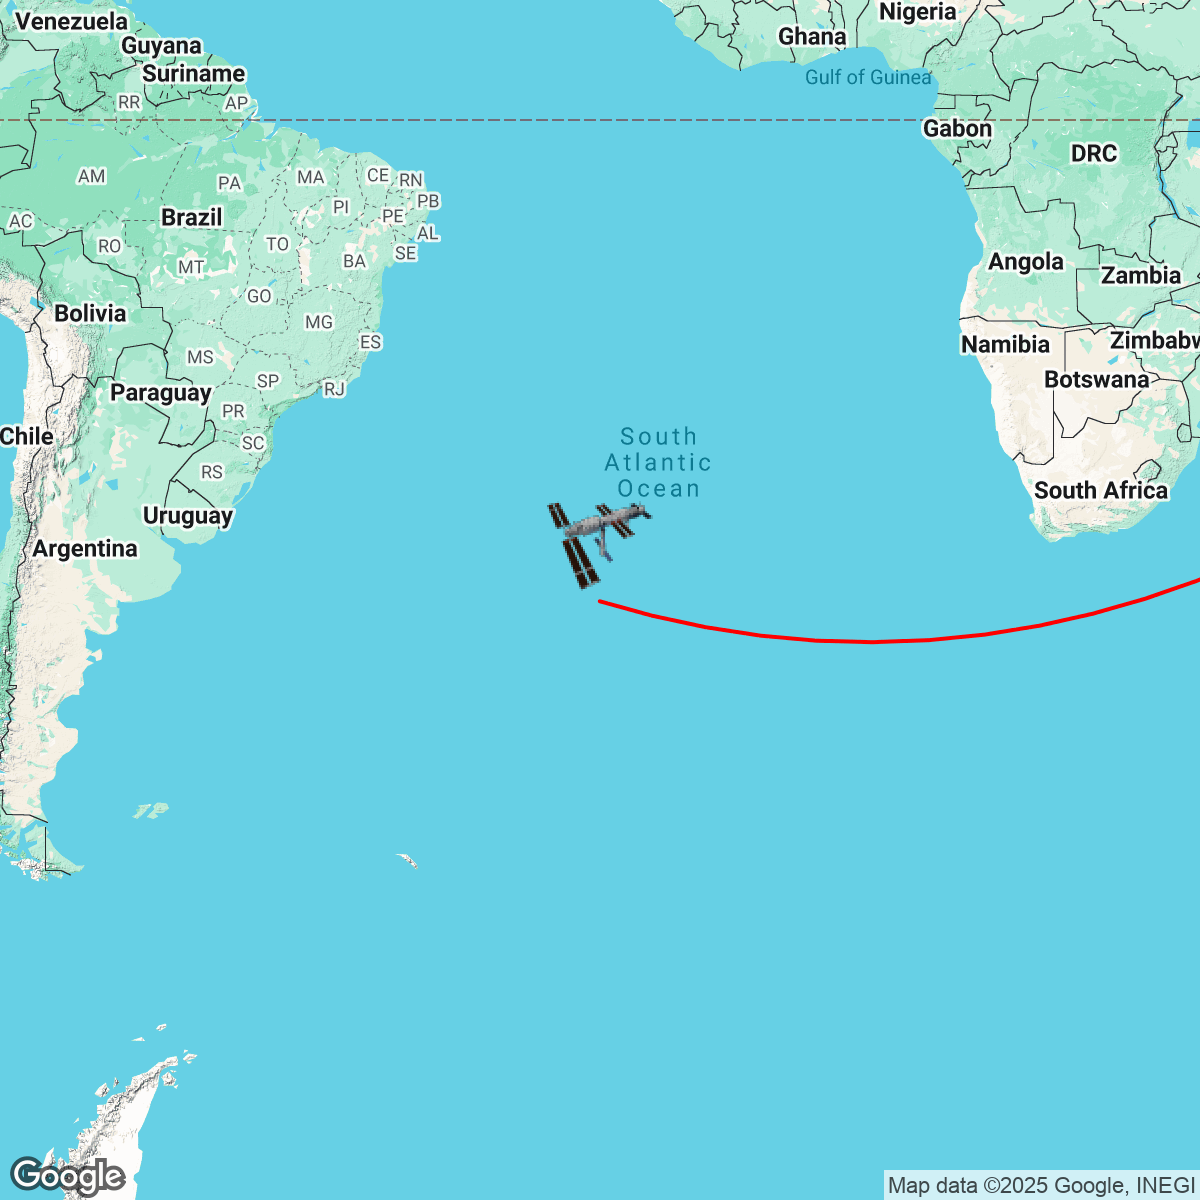 Venezuela
Guyana
Suriname
RR
AP
Nigeria
Ghana
Gulf of Guinea
Gabon
DRC
AM
PA
MA
CE
RN
PB
PI
PE
AL
SE
AC
Brazil
RO
TO
BA
MT
GO
Bolivia
MG
ES
MS
SP
RJ
Paraguay
PR
SC
RS
Chile
Uruguay
Argentina
Angola
Zambia
Namibia
Zimbabw
Botswana
South Africa
South
Atlantic
Ocean
Google
Map data ©2025 Google, INEGI